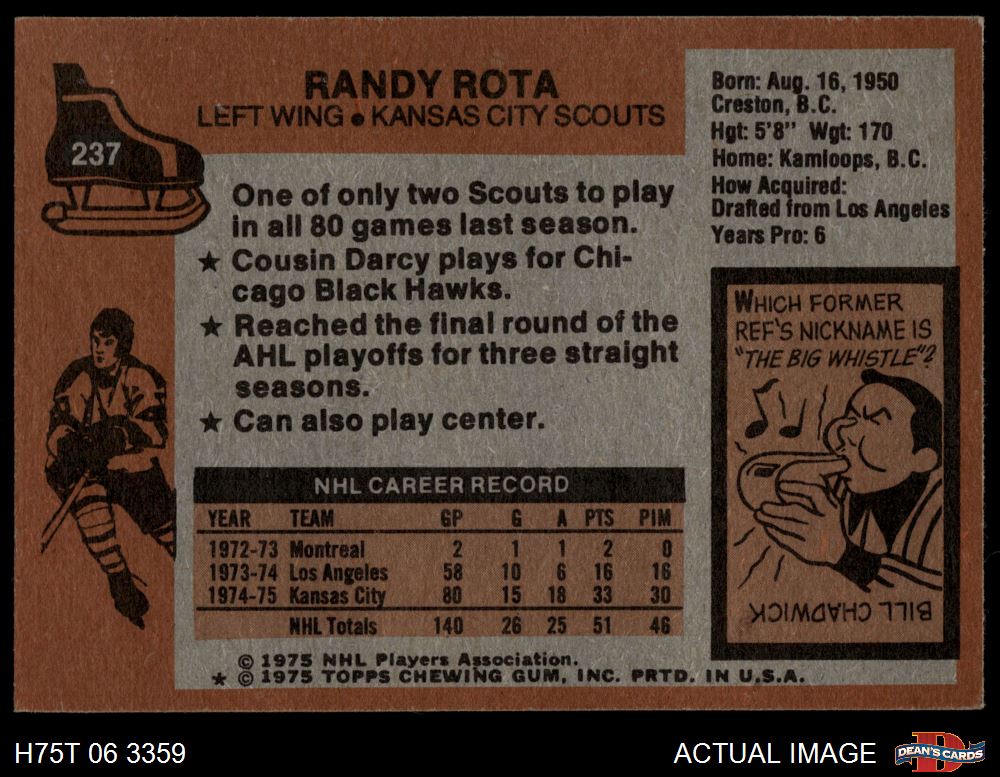 237
RANDY ROTA
LEFT WING ● KANSAS CITY SCOUTS
One of only two Scouts to play
in all 80 games last season.
★ Cousin Darcy plays for Chi-
cago Black Hawks.
★ Reached the final round of the
AHL playoffs for three straight
seasons.
★ Can also play center.
Born: Aug. 16, 1950
Creston, B.C.
Hgt: 5'8" Wgt: 170
Home: Kamloops, B.C.
How Acquired:
Drafted from Los Angeles
Years Pro: 6
WHICH FORMER
REF'S NICKNAME IS
"THE BIG WHISTLE"?
BILL CHADWICK
NHL CAREER RECORD
YEAR TEAM GP G A PTS PIM
1972-73 Montreal 2 1 1 2 0
1973-74 Los Angeles 58 10 6 16 16
1974-75 Kansas City 80 15 18 33 30
NHL Totals 140 26 25 51 46
© 1975 NHL Players Association.
★ © 1975 TOPPS CHEWING GUM, INC. PRTD. IN U.S.A.
H75T 06 3359
ACTUAL IMAGE
D
DEAN'S CARDS